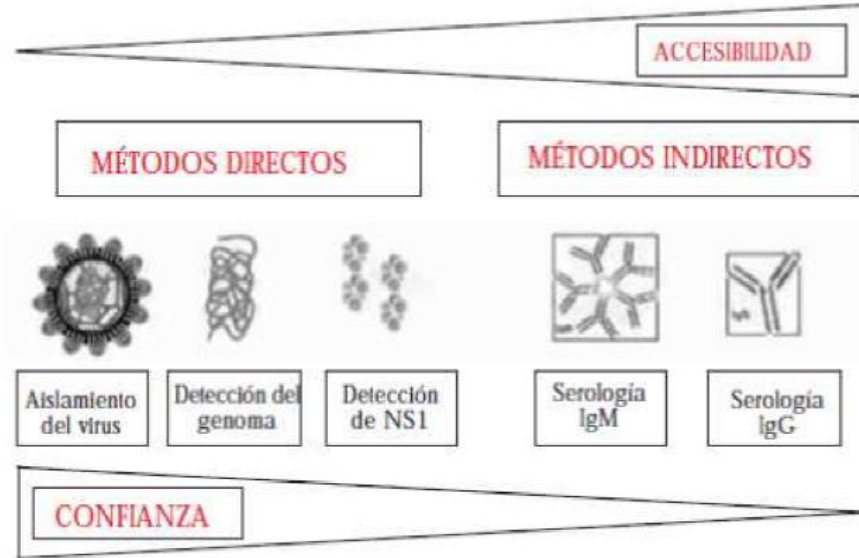 ACCESIBILIDAD
MÉTODOS DIRECTOS
MÉTODOS INDIRECTOS
Aislamiento
del virus
Detección del
genoma
Detección
de NS1
Serología
IgM
Serología
IgG
CONFIANZA